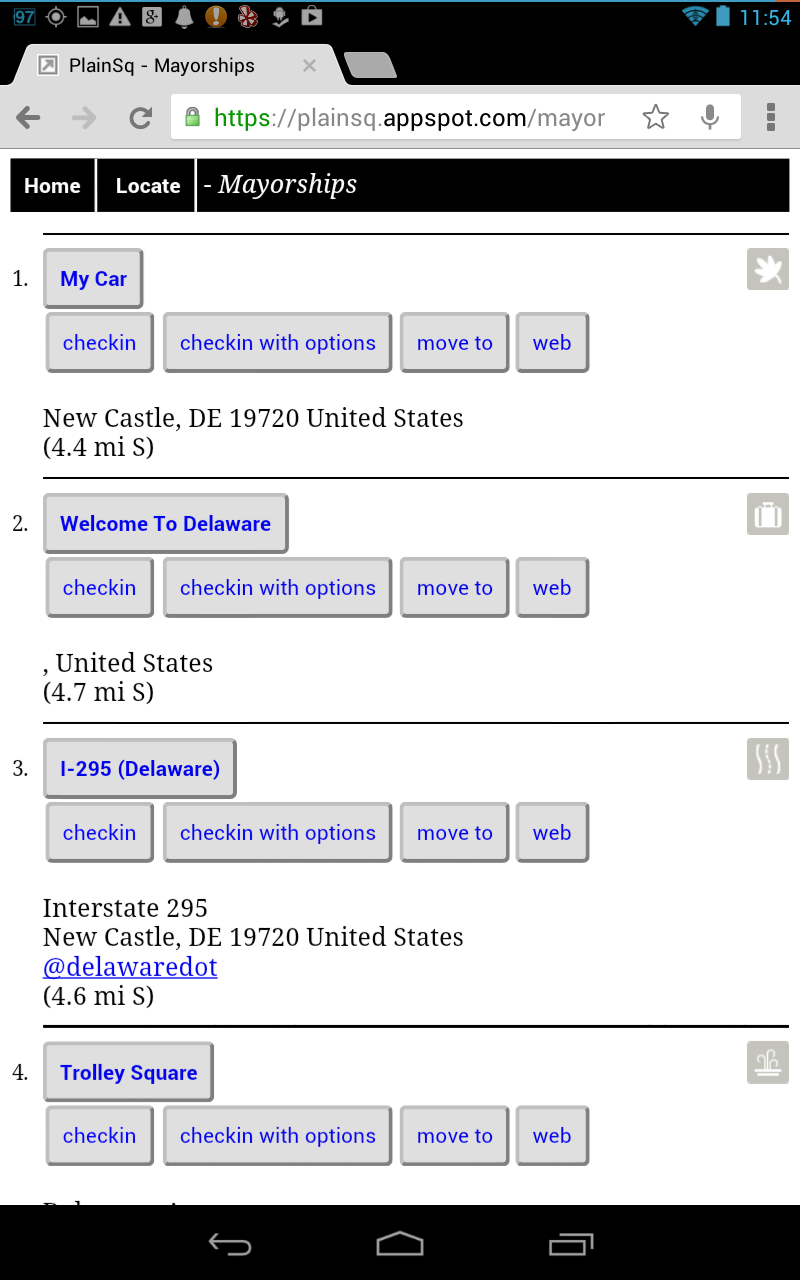 97 11:54
PlainSq - Mayorships
https://plainsq.appspot.com/mayor
Home Locate - Mayorships
1. My Car
checkin checkin with options move to web
New Castle, DE 19720 United States
(4.4 mi S)
2. Welcome To Delaware
checkin checkin with options move to web
, United States
(4.7 mi S)
3. I-295 (Delaware)
checkin checkin with options move to web
Interstate 295
New Castle, DE 19720 United States
@delawaredot
(4.6 mi S)
4. Trolley Square
checkin checkin with options move to web